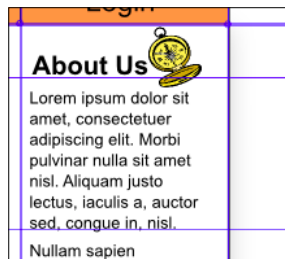 Login
About Us
Lorem ipsum dolor sit
amet, consectetuer
adipiscing elit. Morbi
pulvinar nulla sit amet
nisl. Aliquam justo
lectus, iaculis a, auctor
sed, congue in, nisl.
Nullam sapien